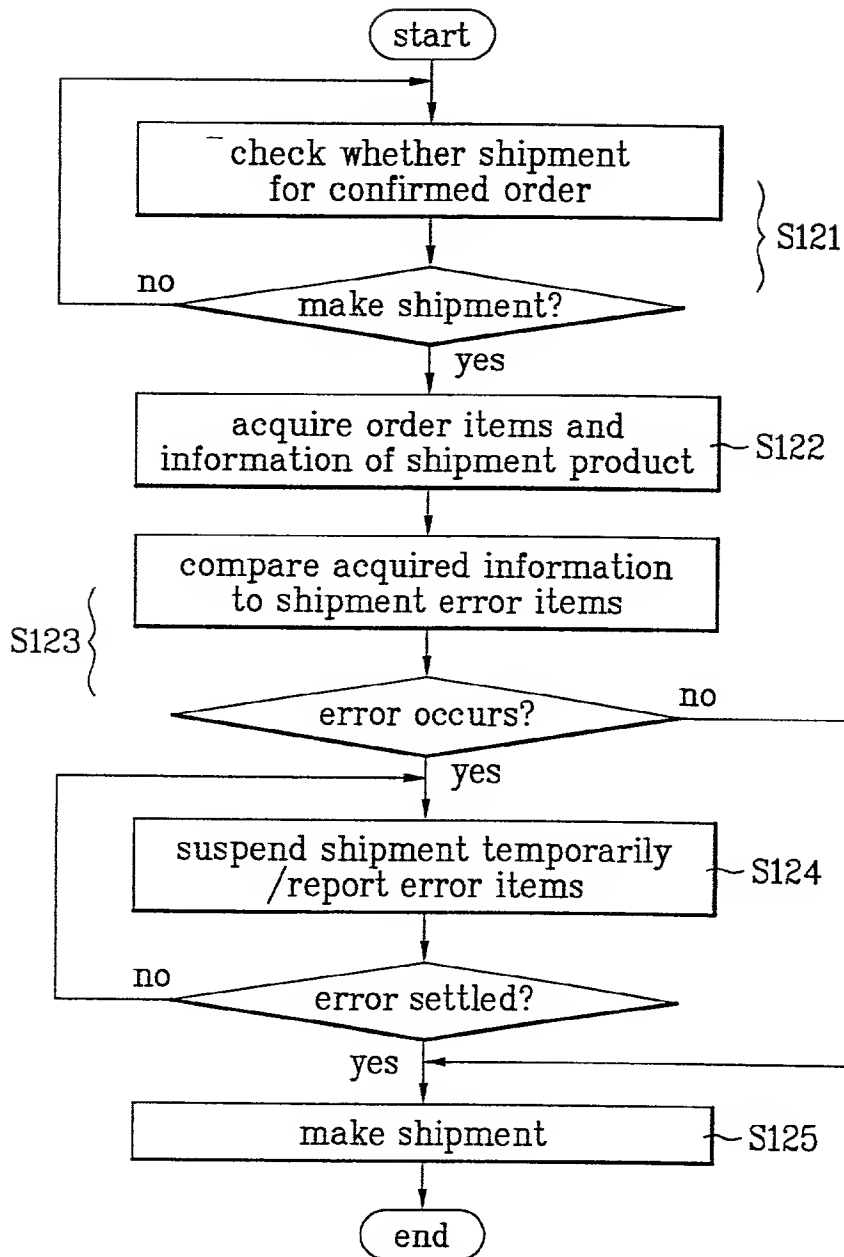 start
check whether shipment
for confirmed order
S121
no
make shipment?
yes
acquire order items and
information of shipment product
S122
compare acquired information
to shipment error items
S123
error occurs?
no
yes
suspend shipment temporarily
/report error items
S124
no
error settled?
yes
make shipment
S125
end